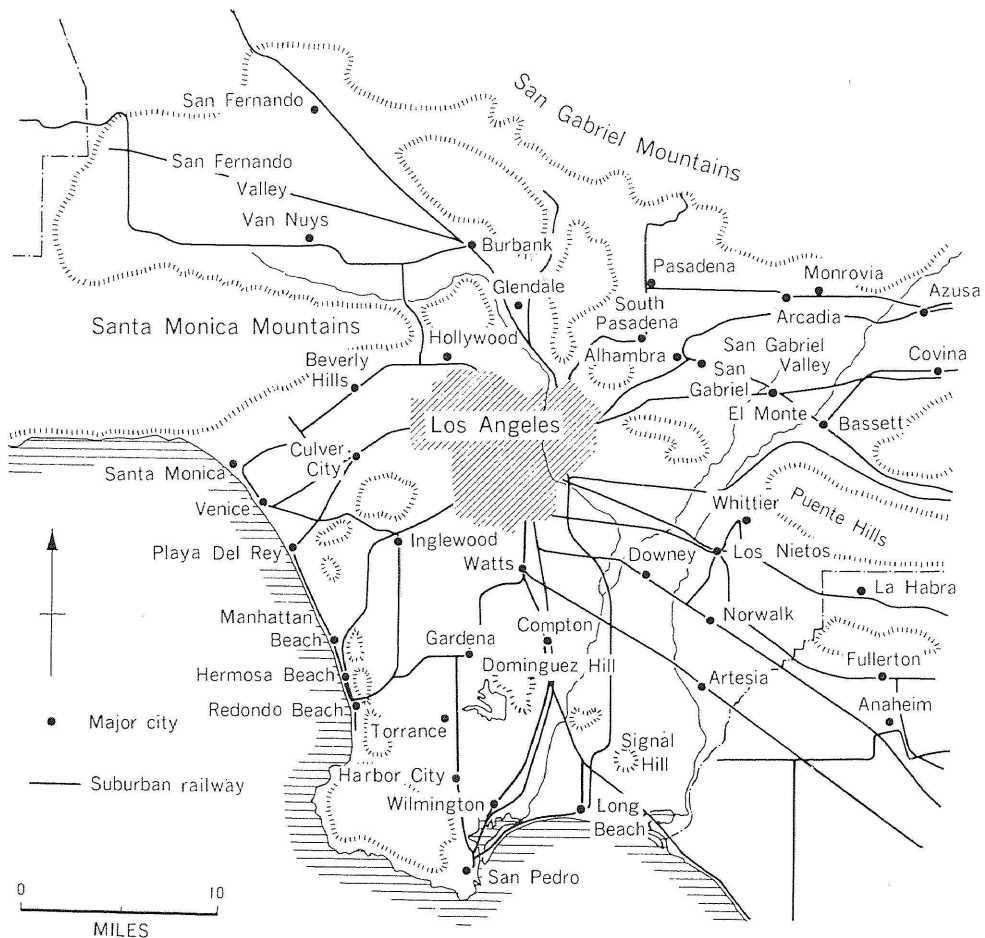 San Fernando
San Gabriel Mountains
San Fernando
Valley
Van Nuys
Burbank
Pasadena
Monrovia
Glendale
Azusa
South
Pasadena
Arcadia
Santa Monica Mountains
Hollywood
Alhambra
San Gabriel
Valley
Covina
Beverly
Hills
San
Gabriel
El Monte
Bassett
Los Angeles
Culver
City
Santa Monica
Venice
Whittier
Puente Hills
Playa Del Rey
Inglewood
Watts
Downey
Los Nietos
La Habra
Manhattan
Beach
Gardena
Compton
Norwalk
Hermosa Beach
Dominguez Hill
Artesia
Fullerton
Redondo Beach
Anaheim
Major city
Torrance
Signal
Hill
Suburban railway
Harbor City
Wilmington
Long
Beach
San Pedro
0 10
MILES